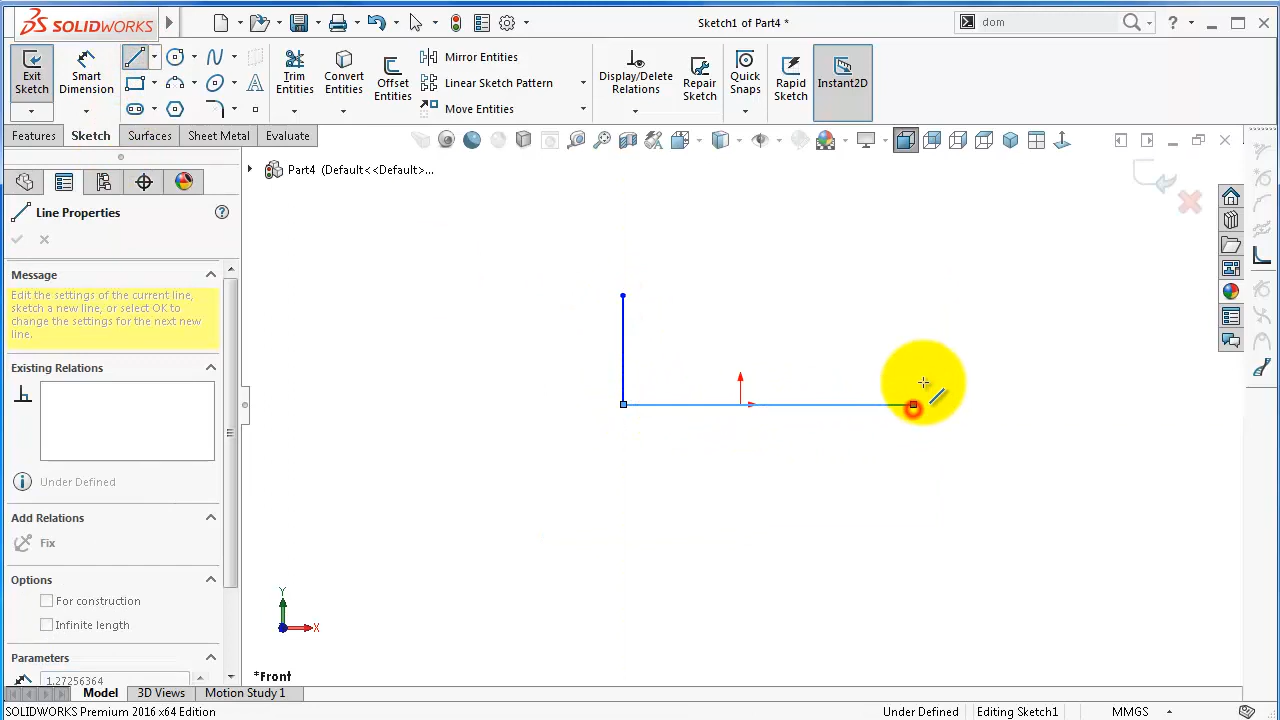 SOLIDWORKS
Sketch1 of Part4 *
dom
?
Exit Sketch
Smart Dimension
Trim Entities
Convert Entities
Offset Entities
Mirror Entities
Linear Sketch Pattern
Move Entities
Display/Delete Relations
Repair Sketch
Quick Snaps
Rapid Sketch
Instant2D
Features
Sketch
Surfaces
Sheet Metal
Evaluate
Part4 (Default<<Default>...
Line Properties
?
Message
Edit the settings of the current line,
sketch a new line, or select OK to
change the settings for the next new
line.
Existing Relations
Under Defined
Add Relations
Fix
Options
For construction
Infinite length
Parameters
1.27256364
Y
X
*Front
Model
3D Views
Motion Study 1
SOLIDWORKS Premium 2016 x64 Edition
Under Defined
Editing Sketch1
MMGS